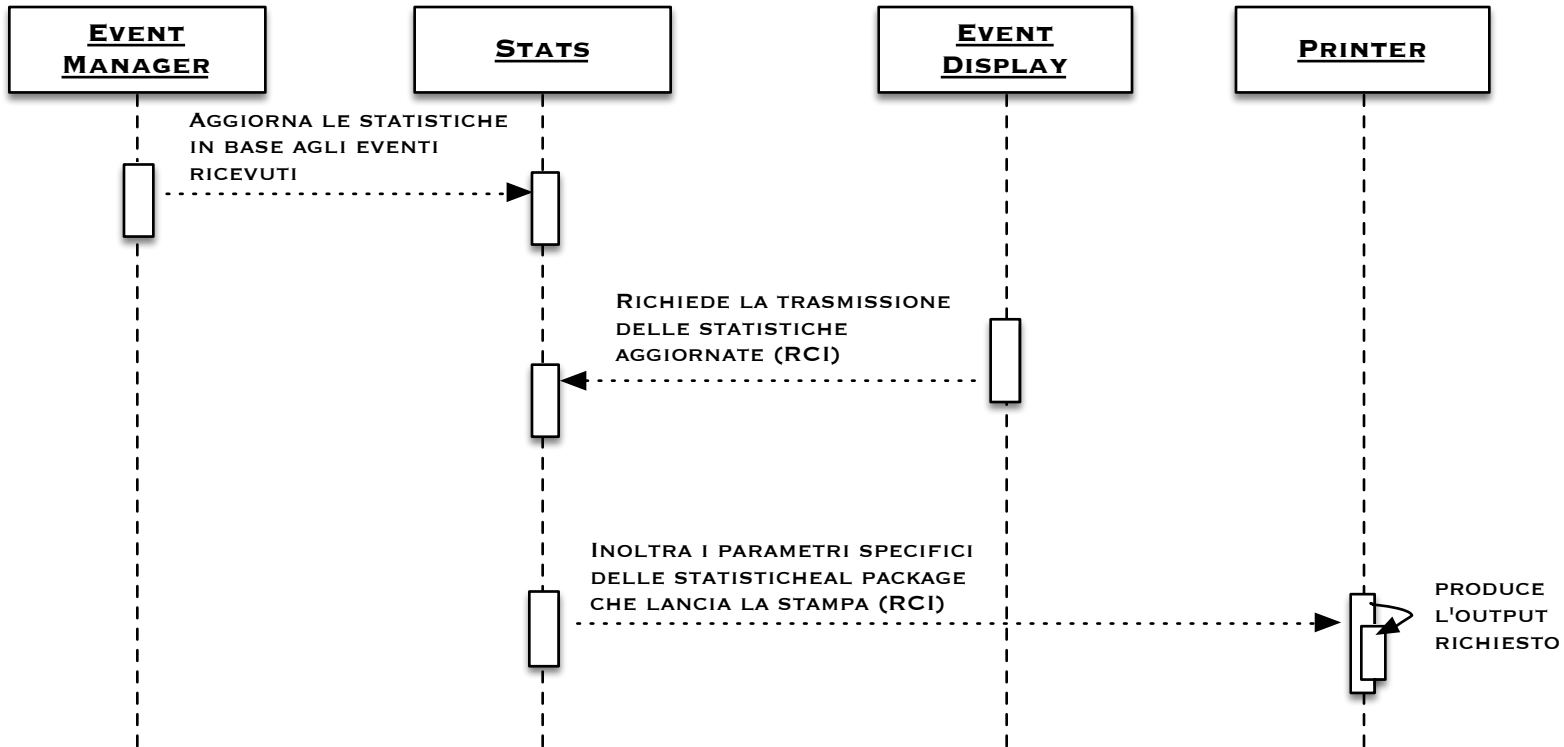 EVENT
MANAGER
STATS
EVENT
DISPLAY
PRINTER
AGGIORNA LE STATISTICHE
IN BASE AGLI EVENTI
RICEVUTI
RICHIEDE LA TRASMISSIONE
DELLE STATISTICHE
AGGIORNATE (RCI)
INOLTRA I PARAMETRI SPECIFICI
DELLE STATISTICHEAL PACKAGE
CHE LANCIA LA STAMPA (RCI)
PRODUCE
L'OUTPUT
RICHIESTO